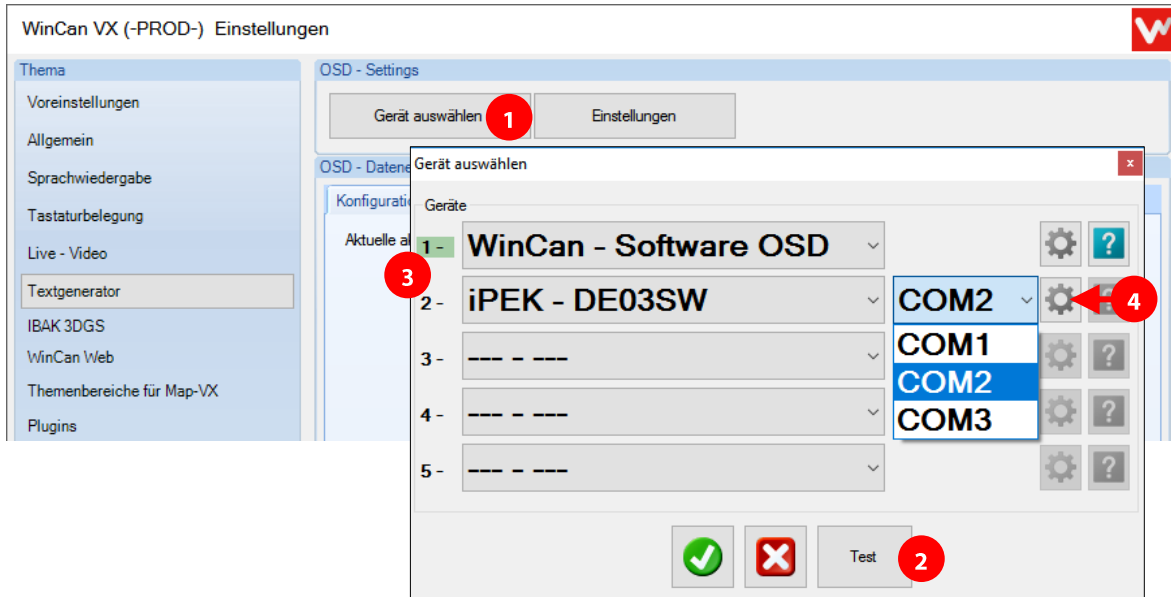 WinCan VX (-PROD-) Einstellungen
Thema
Voreinstellungen
Allgemein
Sprachwiedergabe
Tastaturbelegung
Live - Video
Textgenerator
IBAK 3DGS
WinCan Web
Themenbereiche für Map-VX
Plugins
OSD - Settings
Gerät auswählen 1
Einstellungen
OSD - Datene
Konfiguratio
Aktuelle al
Gerät auswählen
x
Geräte
1 - WinCan - Software OSD ?
3
2 - iPEK - DE03SW COM2 ? 4
COM1
COM2
COM3
3 - --- - --- ?
4 - --- - --- ?
5 - --- - --- ?
Test 2